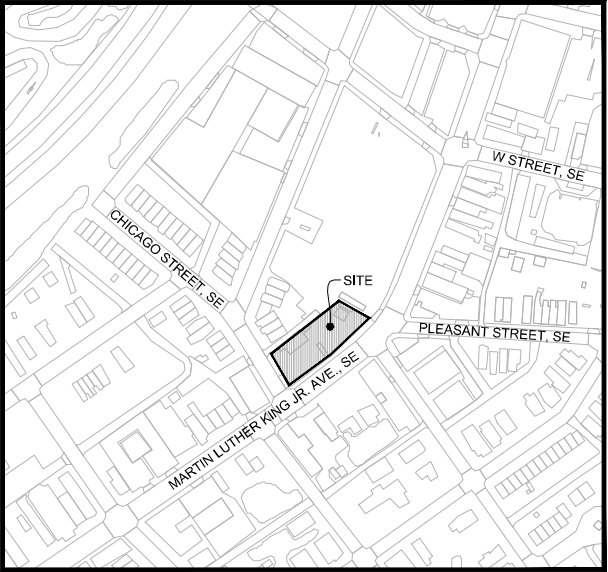 W STREET, SE
CHICAGO STREET, SE
SITE
PLEASANT STREET, SE
MARTIN LUTHER KING JR. AVE., SE